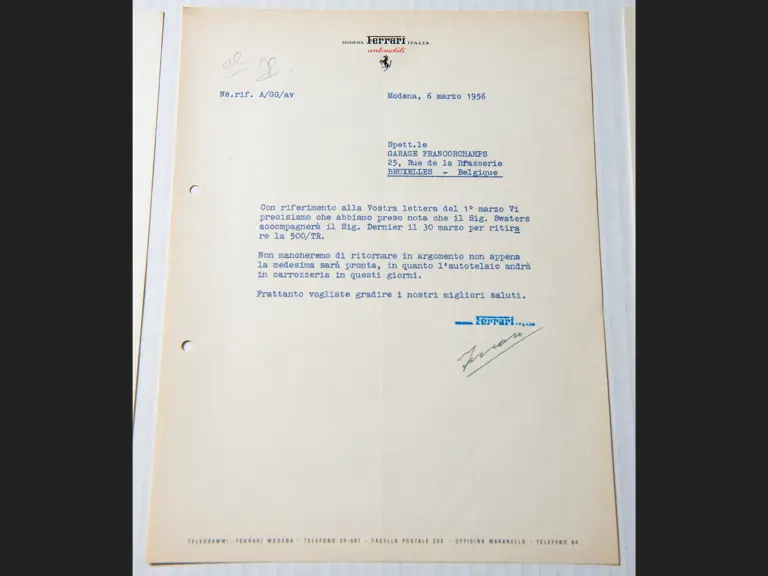 MODENA Ferrari ITALIA
automobili
Ns.rif. A/GG/av
Modena, 6 marzo 1956
Spett.le
GARAGE FRANCORCHAMPS
25, Rue de la Brasserie
BRUXELLES - Belgique
Con riferimento alla Vostra lettera del 1° marzo Vi
precisiamo che abbiamo preso nota che il Sig. Swaters
accompagnerà il Sig. Dernier il 30 marzo per ritira
re la 500/TR.
Non mancheremo di ritornare in argomento non appena
la medesima sarà pronta, in quanto l'autotelaio andrà
in carrozzeria in questi giorni.
Frattanto vogliate gradire i nostri migliori saluti.
Ferrari
TELEGRAMMI: FERRARI MODENA - TELEFONO 24-081 - CASELLA POSTALE 232 - OFFICINA MARANELLO - TELEFONO 84